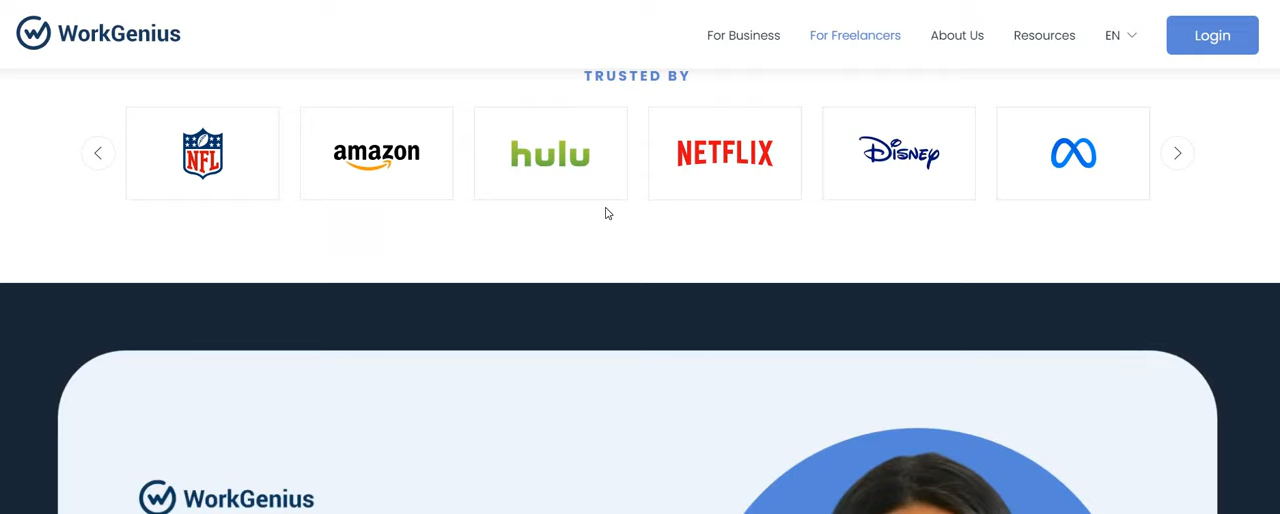 WorkGenius
For Business
For Freelancers
About Us
Resources
EN
Login
TRUSTED BY
NFL
amazon
hulu
NETFLIX
Disney
WorkGenius